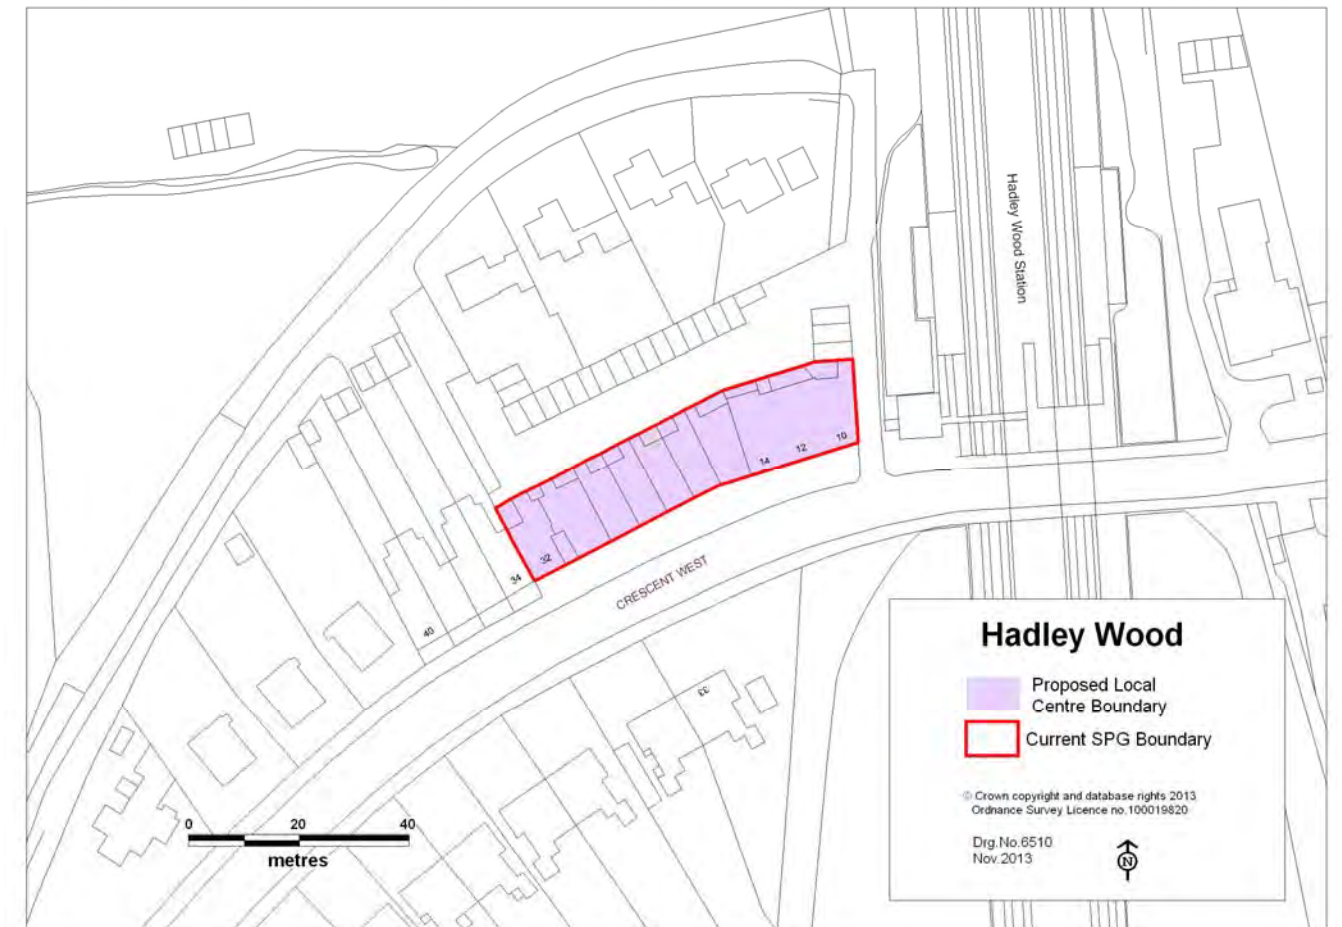 Hadley Wood Station
14
12
10
32
34
40
CRESCENT WEST
33
0 20 40
metres
Hadley Wood
Proposed Local
Centre Boundary
Current SPG Boundary
© Crown copyright and database rights 2013
Ordnance Survey Licence no.100019820
Drg.No.6510
Nov.2013
N